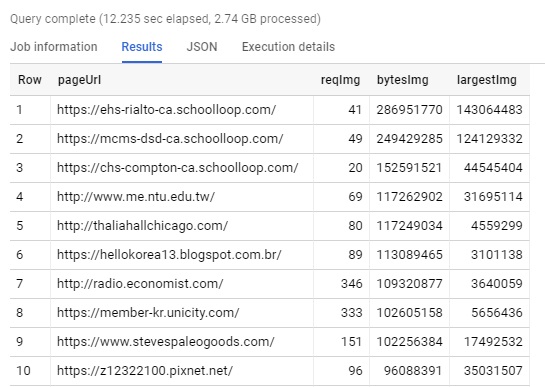 Query complete (12.235 sec elapsed, 2.74 GB processed)
Job information Results JSON Execution details
Row pageUrl reqImg bytesImg largestImg
1 https://ehs-rialto-ca.schoolloop.com/ 41 286951770 143064483
2 https://mcms-dsd-ca.schoolloop.com/ 49 249429285 124129332
3 https://chs-compton-ca.schoolloop.com/ 20 152591521 44545404
4 http://www.me.ntu.edu.tw/ 69 117262902 31695114
5 http://thaliahallchicago.com/ 80 117249034 4559299
6 https://hellokorea13.blogspot.com.br/ 89 113089465 3101138
7 http://radio.economist.com/ 346 109320877 3640059
8 https://member-kr.unicity.com/ 333 102605158 5656436
9 https://www.stevespaleogoods.com/ 151 102256384 17492532
10 https://z12322100.pixnet.net/ 96 96088391 35031507